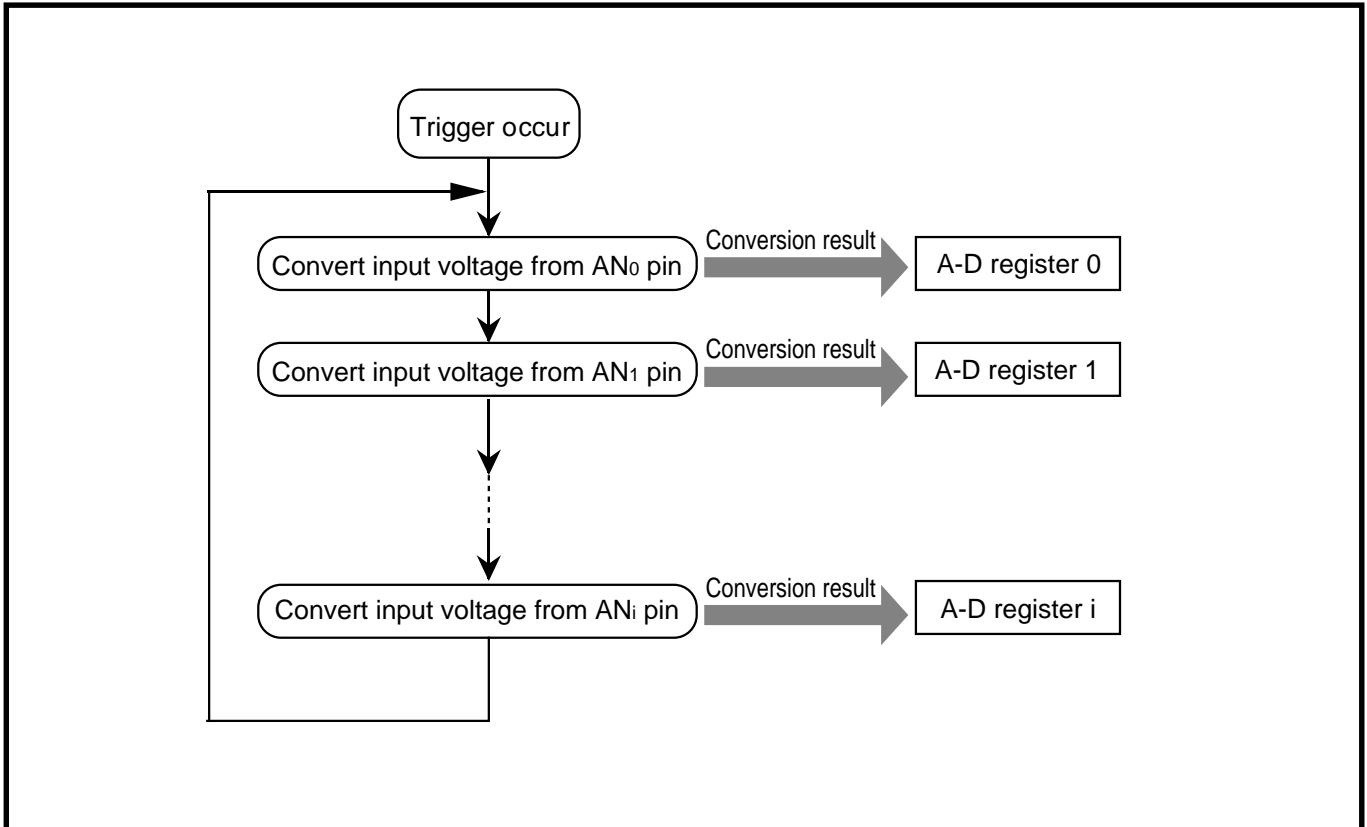 Trigger occur
Convert input voltage from AN0 pin
Conversion result
A-D register 0
Convert input voltage from AN1 pin
Conversion result
A-D register 1
Convert input voltage from ANi pin
Conversion result
A-D register i